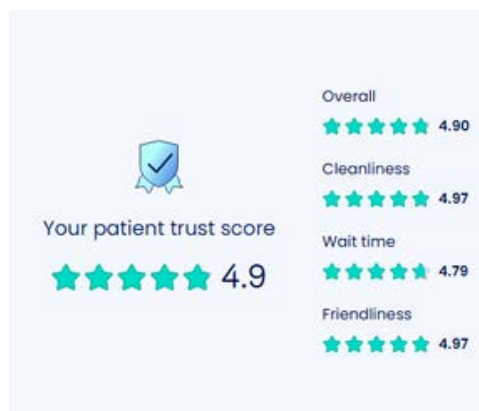 Your patient trust score
4.9
Overall
4.90
Cleanliness
4.97
Wait time
4.79
Friendliness
4.97